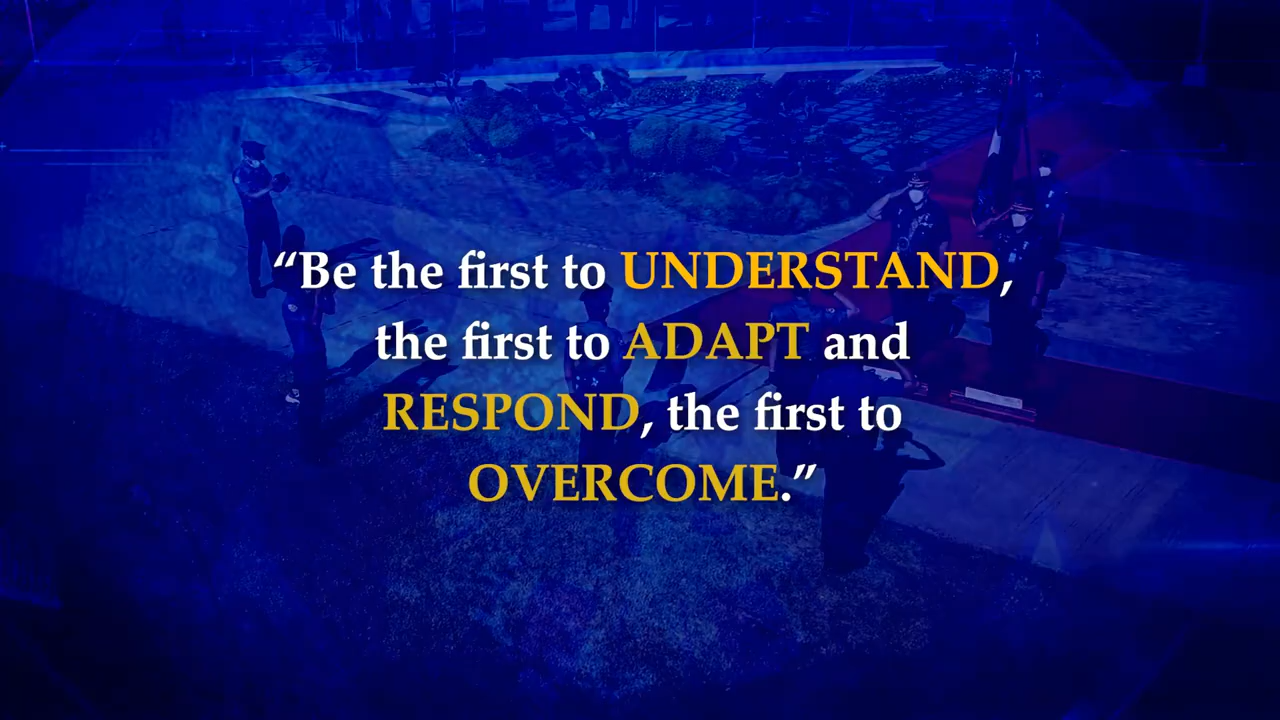 “Be the first to UNDERSTAND,
the first to ADAPT and
RESPOND, the first to
OVERCOME.”